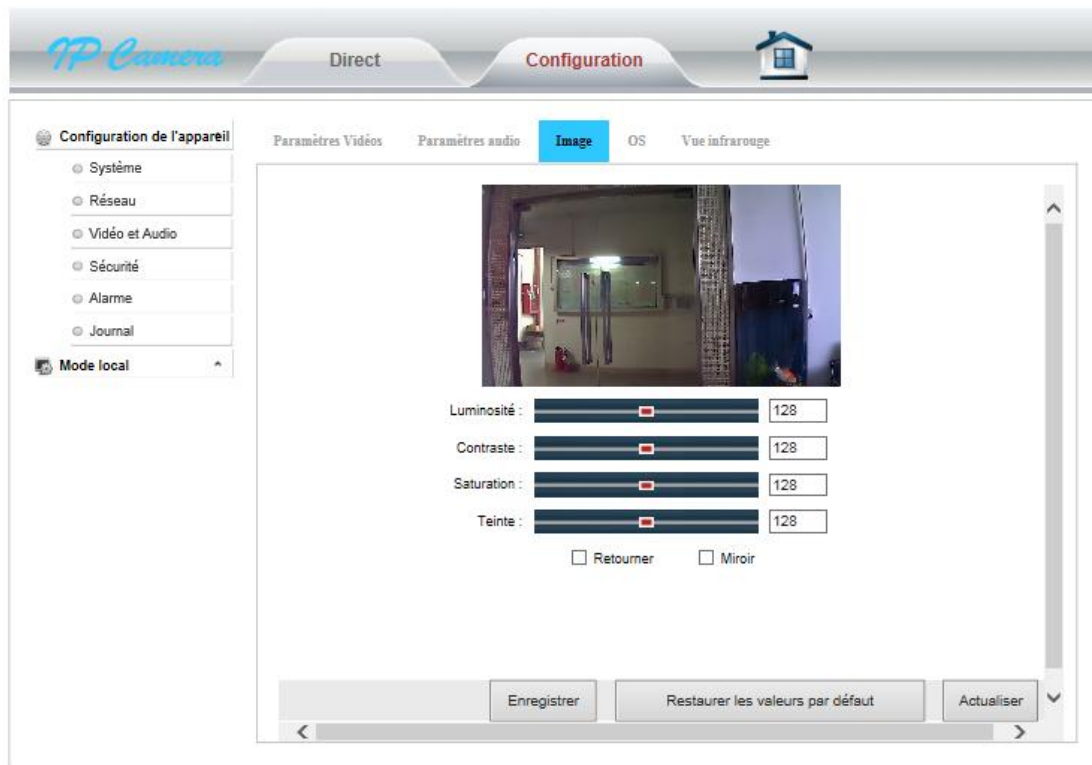 IP Camera
Direct
Configuration
Configuration de l'appareil
Système
Réseau
Vidéo et Audio
Sécurité
Alarme
Journal
Mode local
Paramètres Vidéos
Paramètres audio
Image
OS
Vue infrarouge
Luminosité : 128
Contraste : 128
Saturation : 128
Teinte : 128
Retourner
Miroir
Enregistrer
Restaurer les valeurs par défaut
Actualiser